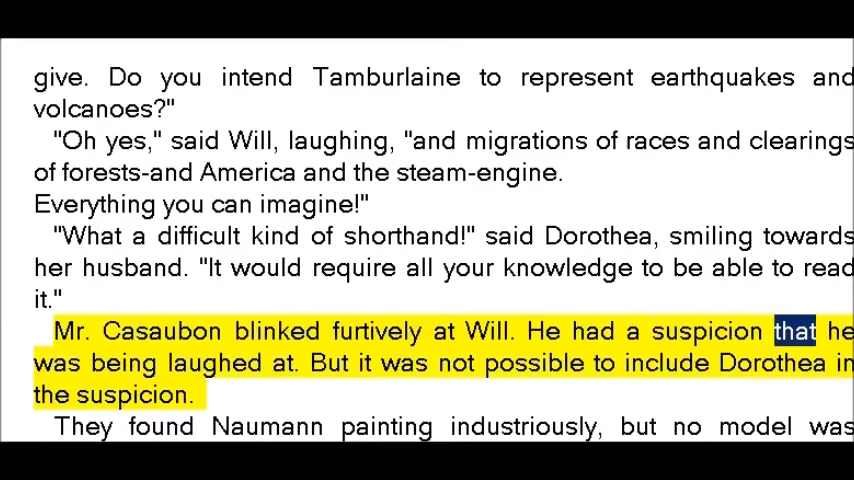 give. Do you intend Tamburlaine to represent earthquakes and
volcanoes?"
"Oh yes," said Will, laughing, "and migrations of races and clearings
of forests-and America and the steam-engine.
Everything you can imagine!"
"What a difficult kind of shorthand!" said Dorothea, smiling towards
her husband. "It would require all your knowledge to be able to read
it."
Mr. Casaubon blinked furtively at Will. He had a suspicion that he
was being laughed at. But it was not possible to include Dorothea in
the suspicion.
They found Naumann painting industriously, but no model was